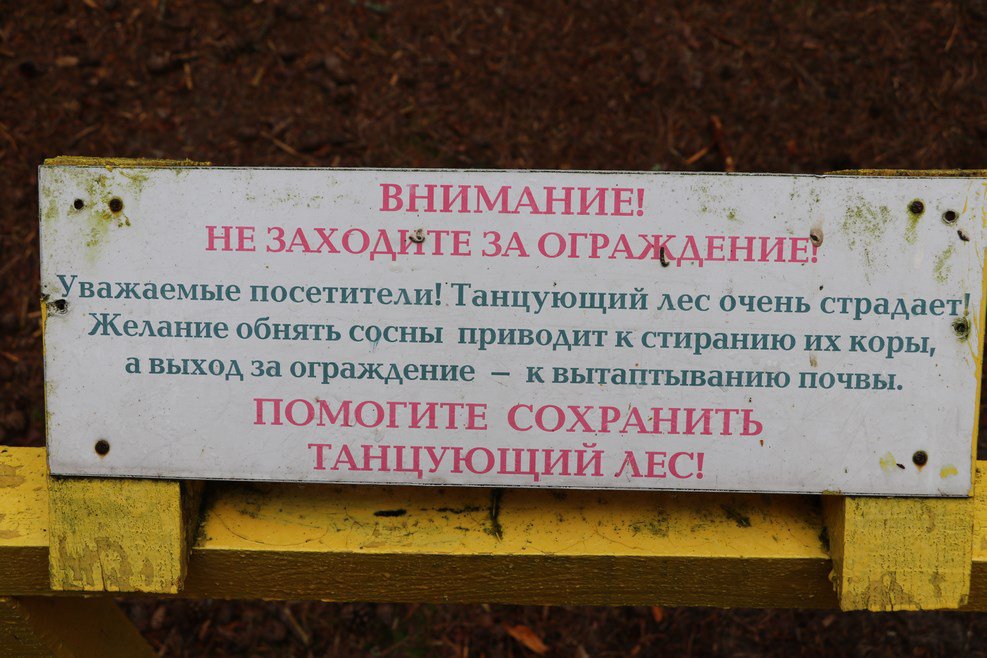 ВНИМАНИЕ!
НЕ ЗАХОДИТЕ ЗА ОГРАЖДЕНИЕ!
Уважаемые посетители! Танцующий лес очень страдает!
Желание обнять сосны приводит к стиранию их коры,
а выход за ограждение – к вытаптыванию почвы.
ПОМОГИТЕ СОХРАНИТЬ
ТАНЦУЮЩИЙ ЛЕС!